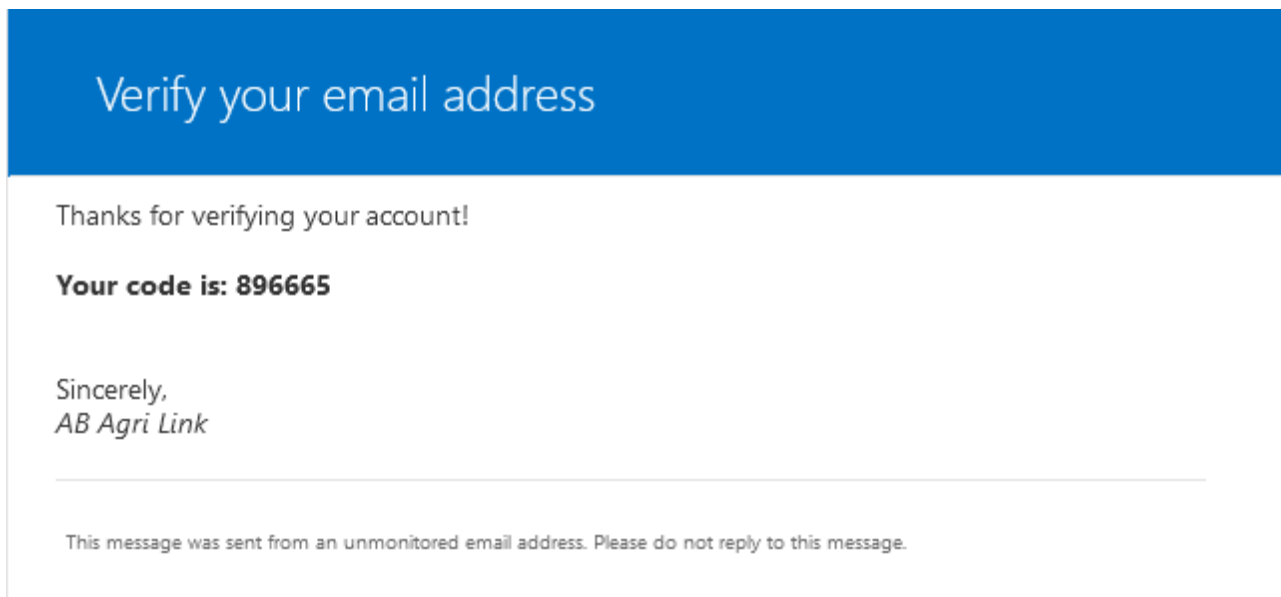 Verify your email address
Thanks for verifying your account!
Your code is: 896665
Sincerely,
AB Agri Link
This message was sent from an unmonitored email address. Please do not reply to this message.